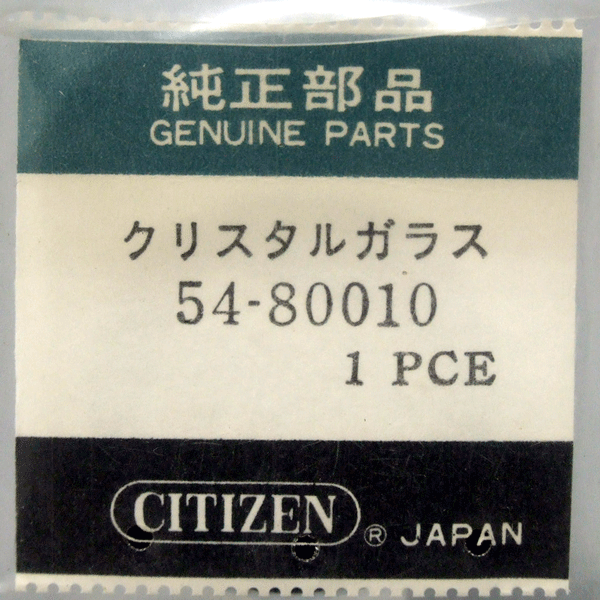 純正部品
GENUINE PARTS
クリスタルガラス
54-80010
1 PCE
CITIZEN ® JAPAN